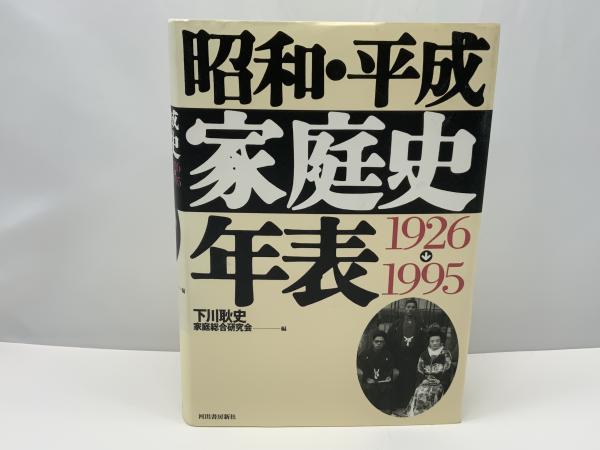 昭和・平成
家庭史
年表
1926
1995
下川耿史
家庭総合研究会――編
河出書房新社